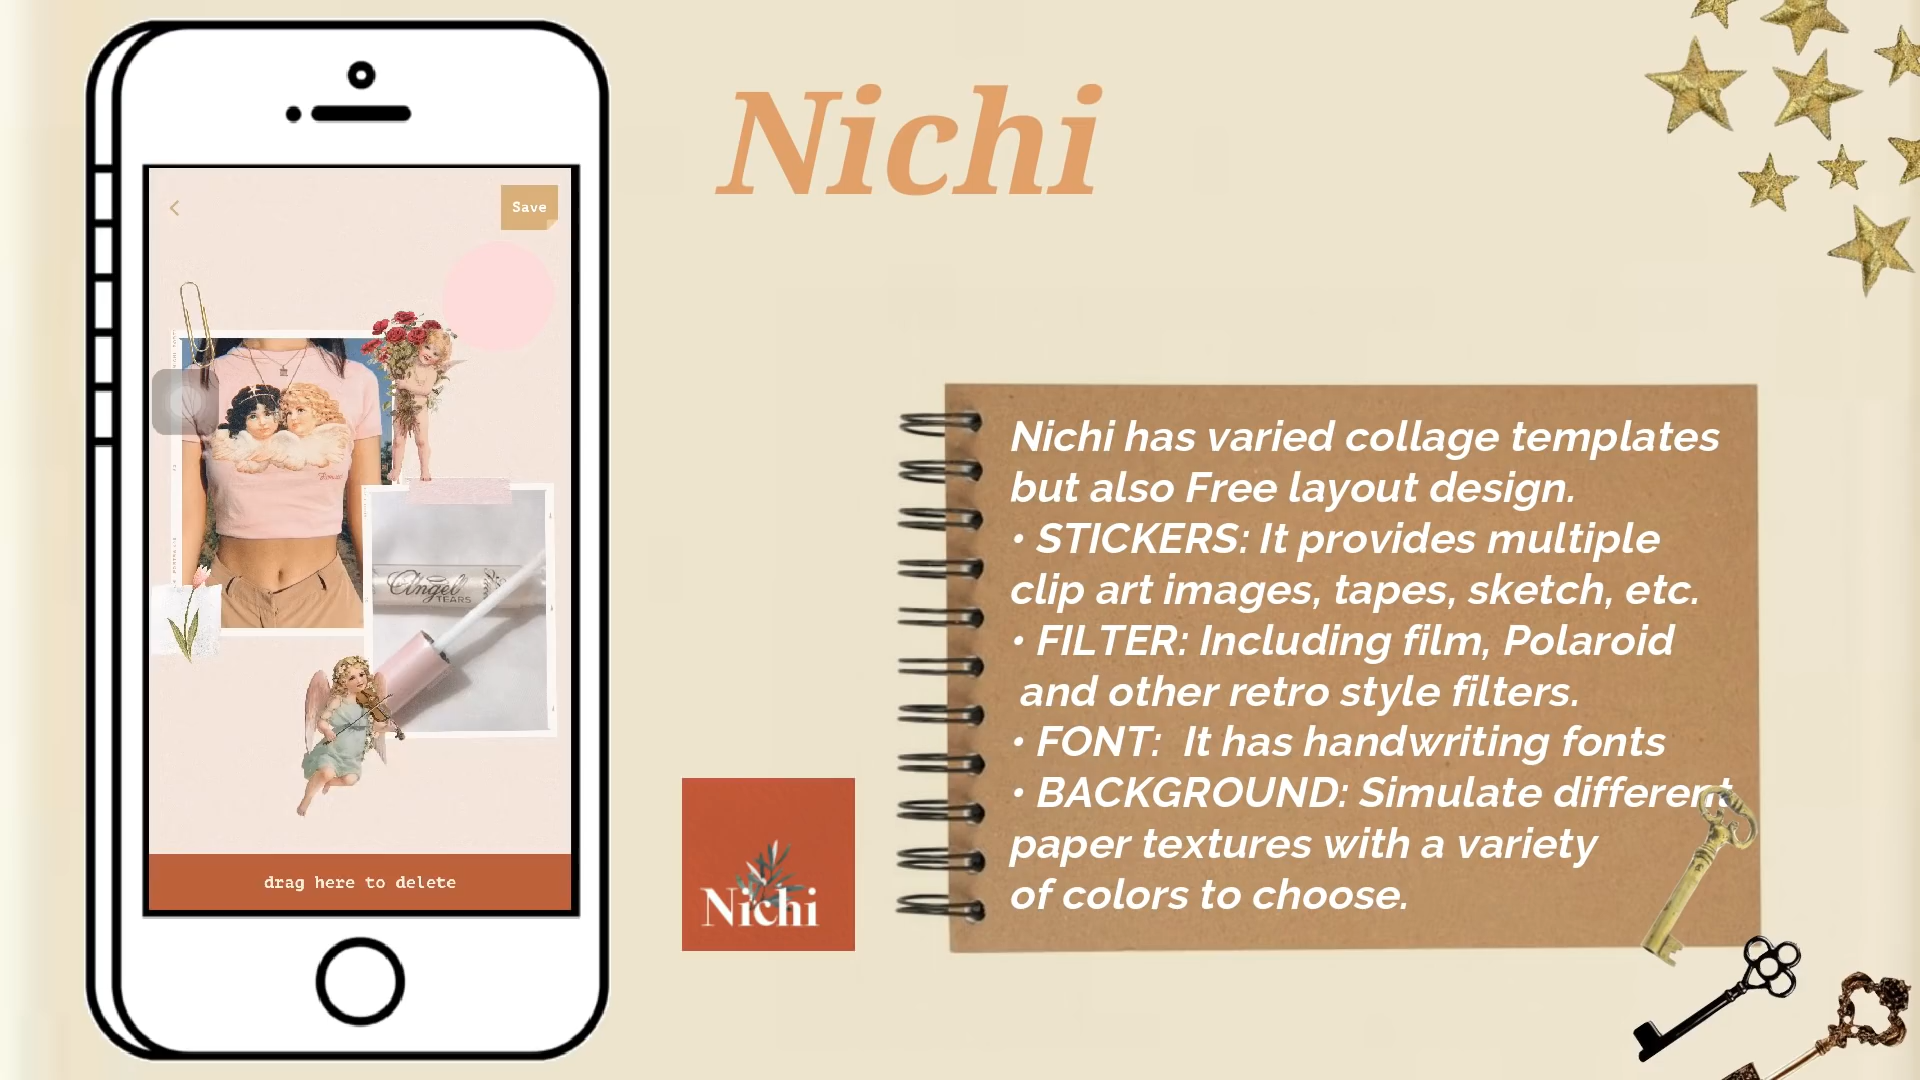 Nichi
Save
Angel
TEARS
drag here to delete
Nichi
Nichi has varied collage templates
but also Free layout design.
• STICKERS: It provides multiple
clip art images, tapes, sketch, etc.
• FILTER: Including film, Polaroid
and other retro style filters.
• FONT:  It has handwriting fonts
• BACKGROUND: Simulate different
paper textures with a variety
of colors to choose.